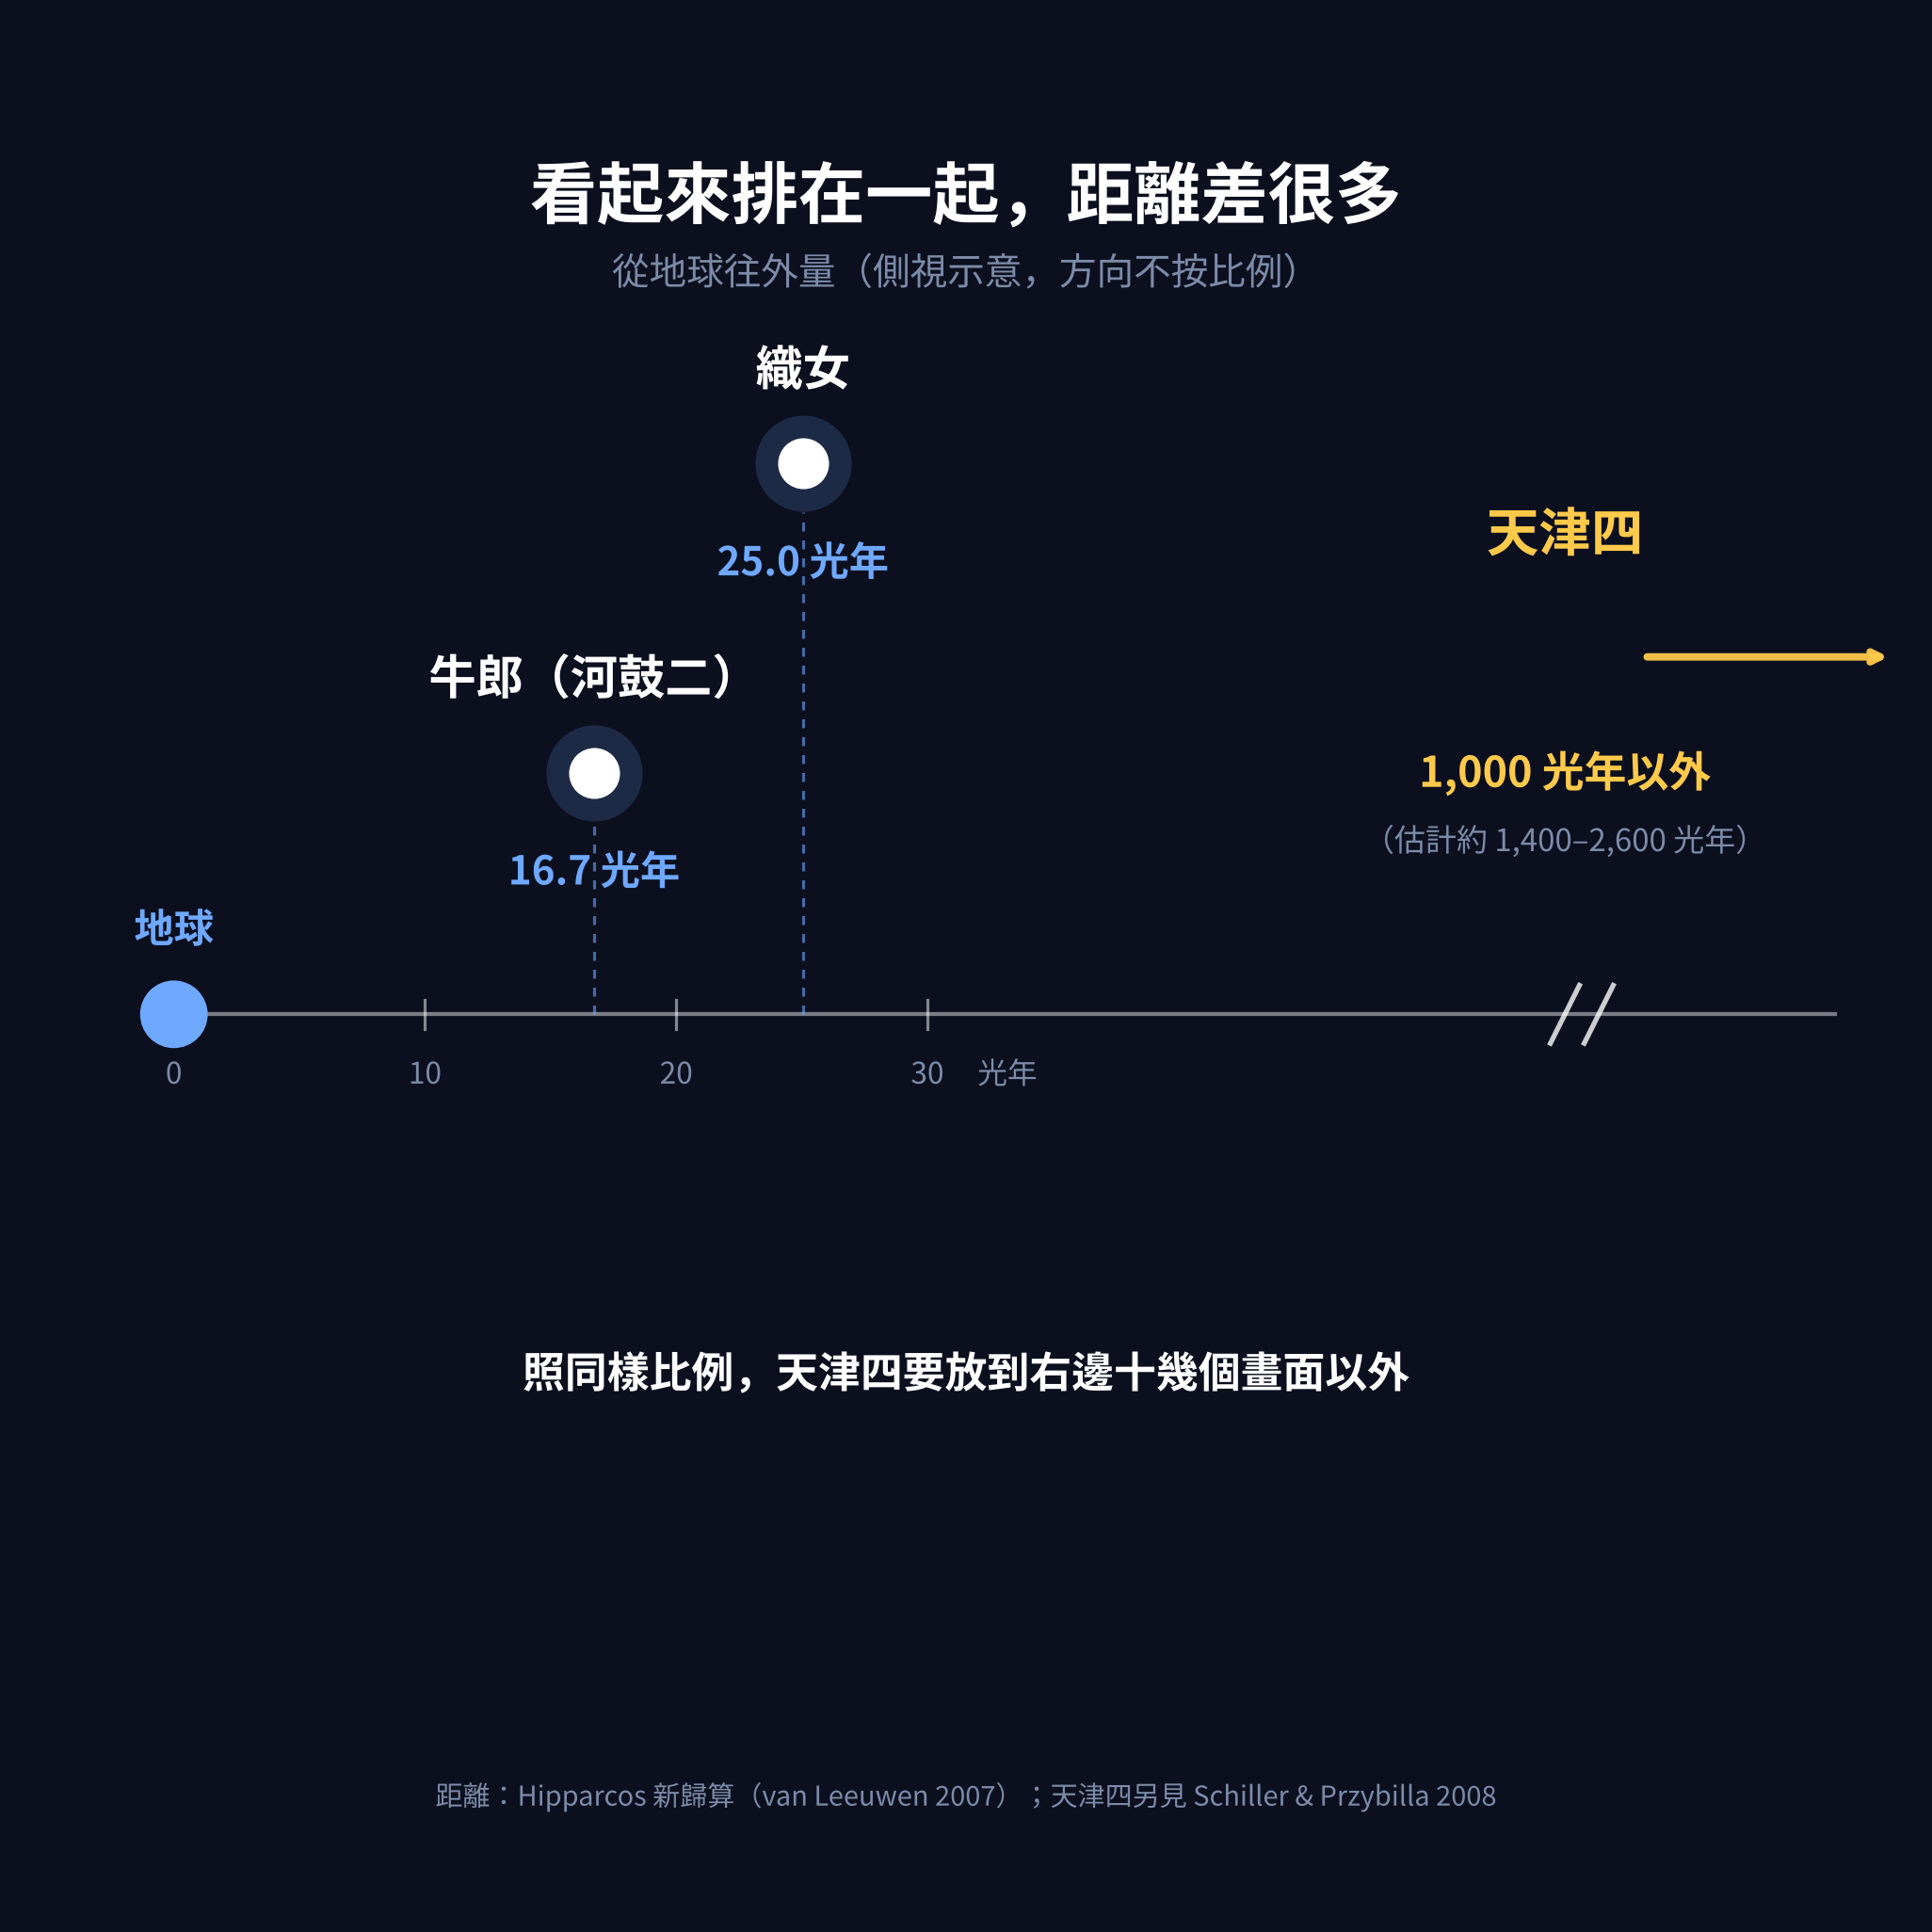 看起來排在一起，距離差很多
從地球往外量（側視示意，方向不按比例）
織女
25.0 光年
天津四
牛郎（河鼓二）
1,000 光年以外
（估計約 1,400–2,600 光年）
16.7 光年
地球
0 10 20 30 光年
照同樣比例，天津四要放到右邊十幾個畫面以外
距離：Hipparcos 新歸算（van Leeuwen 2007）；天津四另見 Schiller & Przybilla 2008